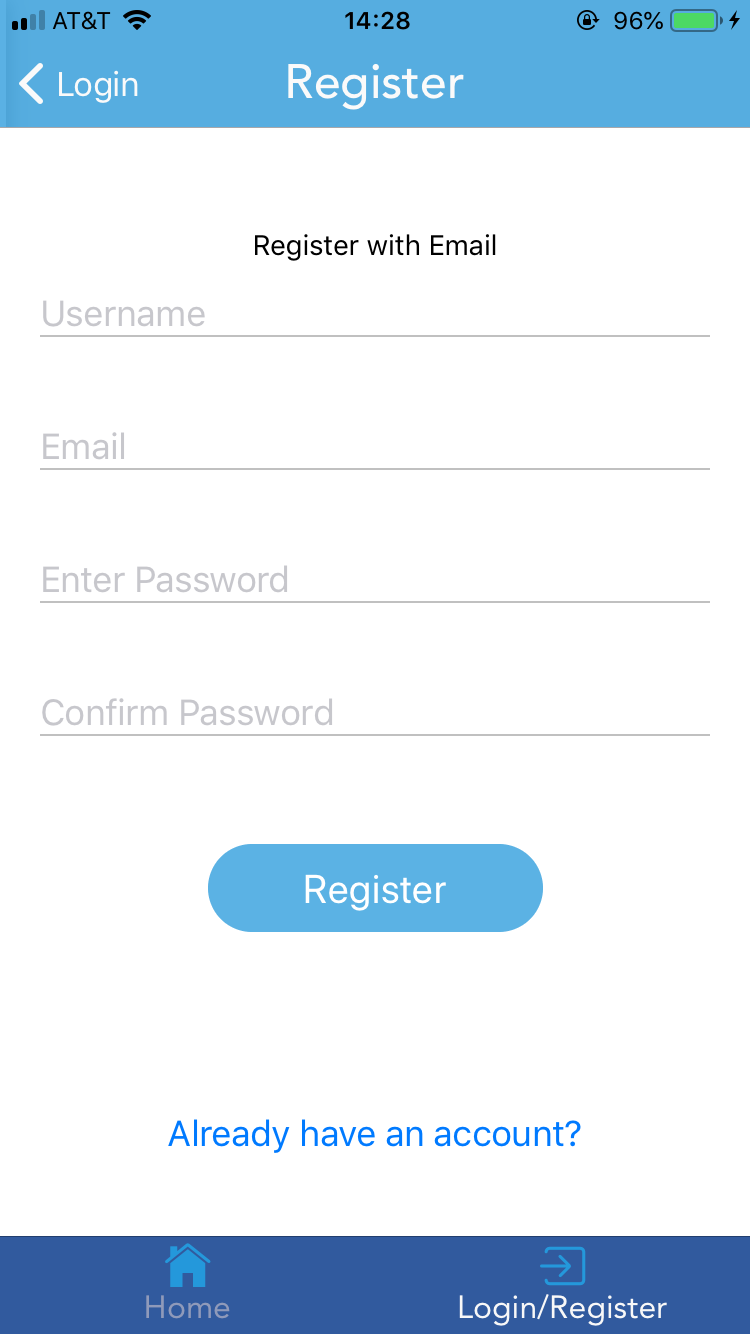 AT&T 14:28 96%
Login Register
Register with Email
Username
Email
Enter Password
Confirm Password
Register
Already have an account?
Home Login/Register